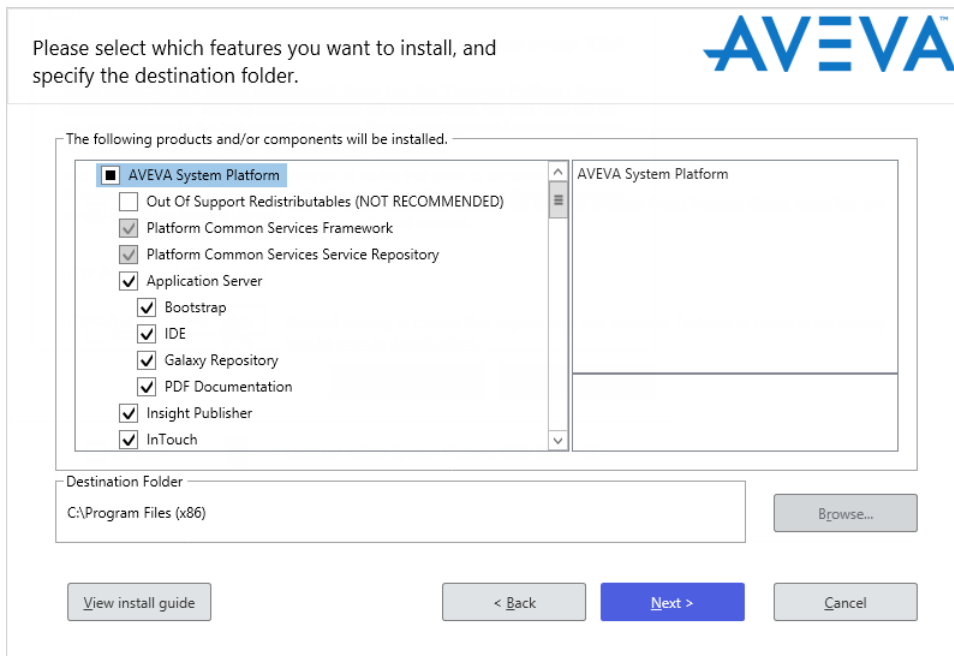 Please select which features you want to install, and
specify the destination folder.
AVEVA™
The following products and/or components will be installed.
AVEVA System Platform
Out Of Support Redistributables (NOT RECOMMENDED)
Platform Common Services Framework
Platform Common Services Service Repository
Application Server
Bootstrap
IDE
Galaxy Repository
PDF Documentation
Insight Publisher
InTouch
AVEVA System Platform
Destination Folder
C:\Program Files (x86)
Browse...
View install guide
< Back
Next >
Cancel